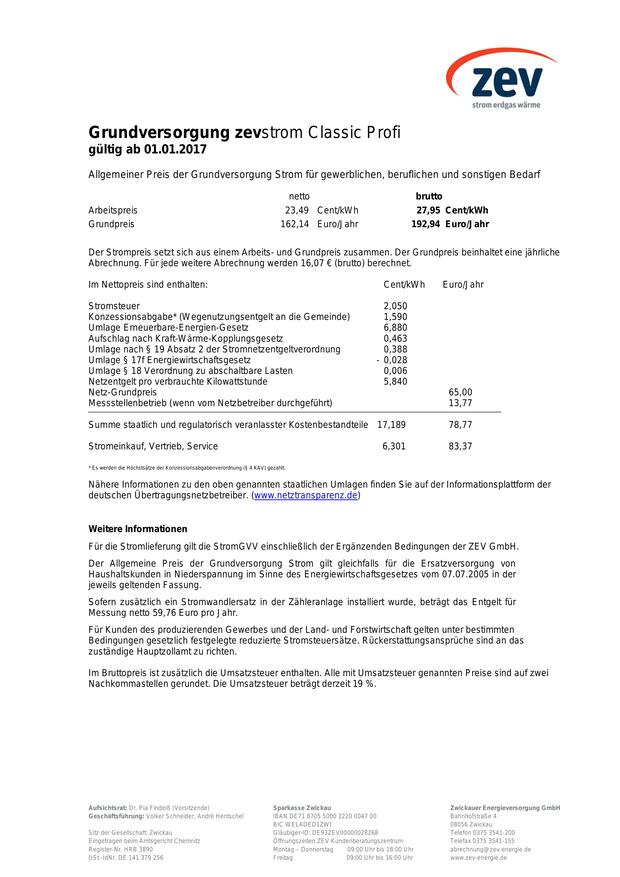 zev
strom erdgas wärme
Grundversorgung zevstrom Classic Profi
gültig ab 01.01.2017
Allgemeiner Preis der Grundversorgung Strom für gewerblichen, beruflichen und sonstigen Bedarf
netto brutto
Arbeitspreis 23,49 Cent/kWh 27,95 Cent/kWh
Grundpreis 162,14 Euro/Jahr 192,94 Euro/Jahr
Der Strompreis setzt sich aus einem Arbeits- und Grundpreis zusammen. Der Grundpreis beinhaltet eine jährliche
Abrechnung. Für jede weitere Abrechnung werden 16,07 € (brutto) berechnet.
Im Nettopreis sind enthalten: Cent/kWh Euro/Jahr
Stromsteuer 2,050
Konzessionsabgabe* (Wegenutzungsentgelt an die Gemeinde) 1,590
Umlage Erneuerbare-Energien-Gesetz 6,880
Aufschlag nach Kraft-Wärme-Kopplungsgesetz 0,463
Umlage nach § 19 Absatz 2 der Stromnetzentgeltverordnung 0,388
Umlage § 17f Energiewirtschaftsgesetz - 0,028
Umlage § 18 Verordnung zu abschaltbare Lasten 0,006
Netzentgelt pro verbrauchte Kilowattstunde 5,840
Netz-Grundpreis 65,00
Messstellenbetrieb (wenn vom Netzbetreiber durchgeführt) 13,77
Summe staatlich und regulatorisch veranlasster Kostenbestandteile 17,189 78,77
Stromeinkauf, Vertrieb, Service 6,301 83,37
* Es werden die Höchstsätze der Konzessionsabgabenverordnung (§ 4 KAV) gezahlt.
Nähere Informationen zu den oben genannten staatlichen Umlagen finden Sie auf der Informationsplattform der
deutschen Übertragungsnetzbetreiber. (www.netztransparenz.de)
Weitere Informationen
Für die Stromlieferung gilt die StromGVV einschließlich der Ergänzenden Bedingungen der ZEV GmbH.
Der Allgemeine Preis der Grundversorgung Strom gilt gleichfalls für die Ersatzversorgung von
Haushaltskunden in Niederspannung im Sinne des Energiewirtschaftsgesetzes vom 07.07.2005 in der
jeweils geltenden Fassung.
Sofern zusätzlich ein Stromwandlersatz in der Zähleranlage installiert wurde, beträgt das Entgelt für
Messung netto 59,76 Euro pro Jahr.
Für Kunden des produzierenden Gewerbes und der Land- und Forstwirtschaft gelten unter bestimmten
Bedingungen gesetzlich festgelegte reduzierte Stromsteuersätze. Rückerstattungsansprüche sind an das
zuständige Hauptzollamt zu richten.
Im Bruttopreis ist zusätzlich die Umsatzsteuer enthalten. Alle mit Umsatzsteuer genannten Preise sind auf zwei
Nachkommastellen gerundet. Die Umsatzsteuer beträgt derzeit 19 %.
Aufsichtsrat: Dr. Pia Findeiß (Vorsitzende)
Geschäftsführung: Volker Schneider, André Hentschel
Sitz der Gesellschaft: Zwickau
Eingetragen beim Amtsgericht Chemnitz
Register-Nr. HRB 3890
USt.-IdNr. DE 141 379 256
Sparkasse Zwickau
IBAN DE71 8705 5000 2220 0047 00
BIC WELADED1ZWI
Gläubiger-ID: DE93ZEV00000028268
Öffnungszeiten ZEV Kundenberatungszentrum:
Montag – Donnerstag 09:00 Uhr bis 18:00 Uhr
Freitag 09:00 Uhr bis 16:00 Uhr
Zwickauer Energieversorgung GmbH
Bahnhofstraße 4
08056 Zwickau
Telefon 0375 3541-200
Telefax 0375 3541-155
abrechnung@zev-energie.de
www.zev-energie.de